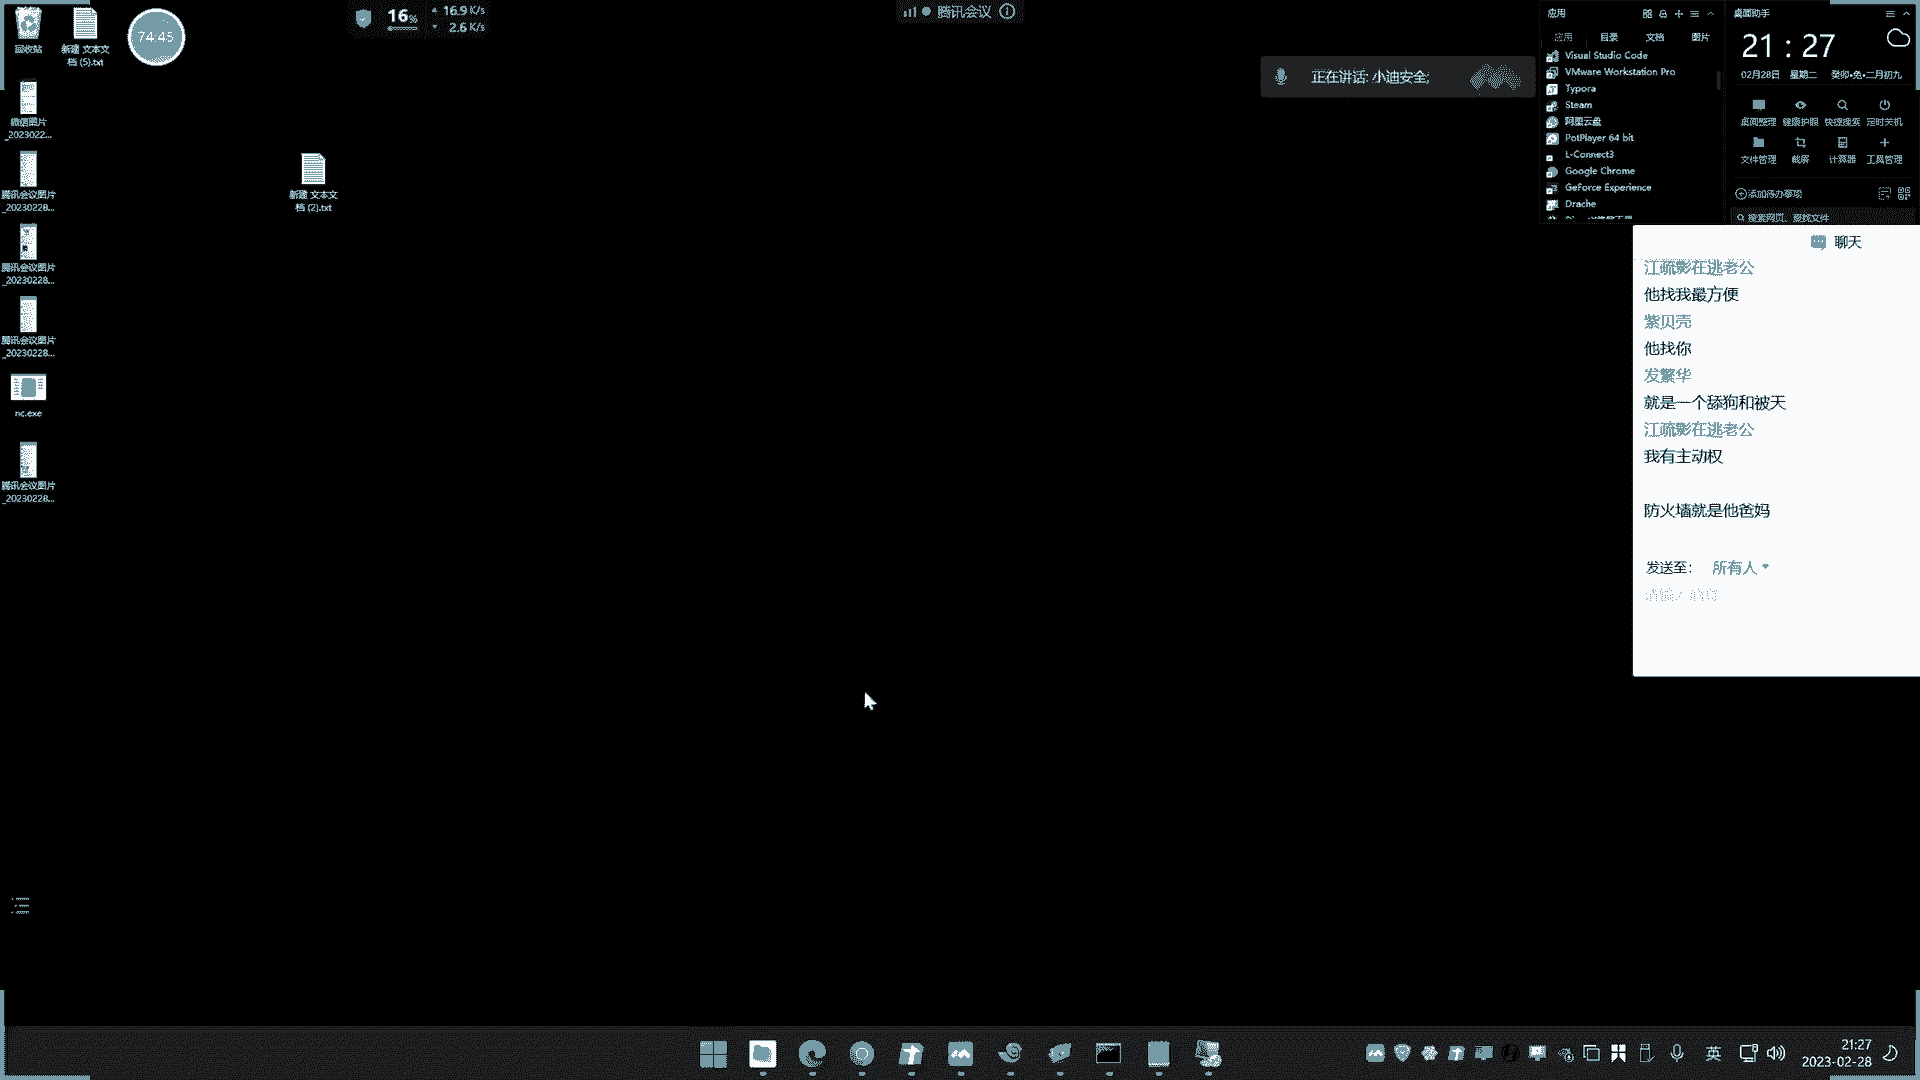 回收站
新建 文本文
档 (5).txt
74:45
16%
16.9 K/s
2.6 K/s
腾讯会议
正在讲话: 小迪安全;
微信图片
_2023022...
腾讯会议图片
_20230228...
腾讯会议图片
_20230228...
腾讯会议图片
_20230228...
nc.exe
腾讯会议图片
_20230228...
新建 文本文
档 (2).txt
应用
应用 目录 文档 图片
Visual Studio Code
VMware Workstation Pro
Typora
Steam
阿里云盘
PotPlayer 64 bit
L-Connect3
Google Chrome
GeForce Experience
Drache
桌面助手
21 : 27
02月28日 星期二 癸卯•兔•二月初九
桌面整理 健康护眼 快速搜索 定时关机
文件管理 截屏 计算器 工具管理
添加待办事项
搜索网页、查找文件
聊天
江疏影在逃老公
他找我最方便
紫贝壳
他找你
发繁华
就是一个舔狗和被天
江疏影在逃老公
我有主动权
防火墙就是他爸妈
发送至: 所有人
英
21:27
2023-02-28